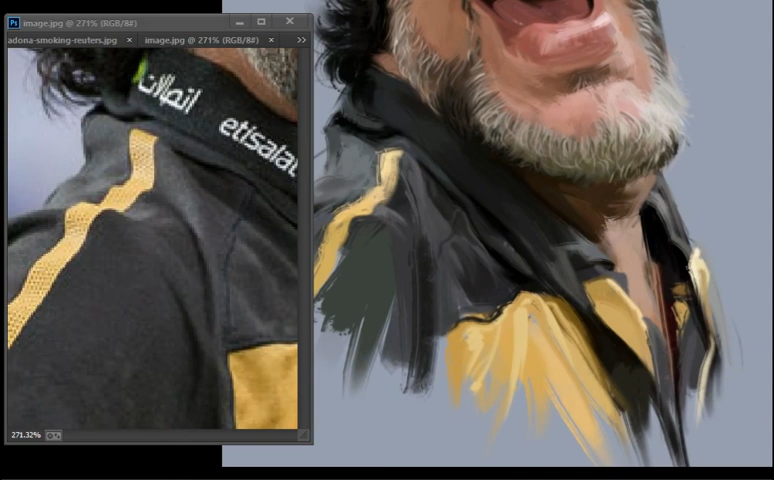 image.jpg @ 271% (RGB/8#)
adona-smoking-reuters.jpg × image.jpg @ 271% (RGB/8#) × >>
اتصالات
etisalat
271.32%